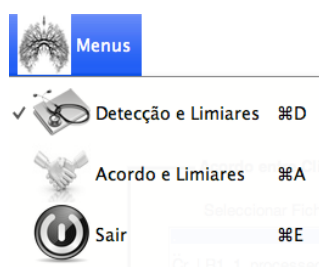 Menus
✓ Detecção e Limiares ⌘D
Acordo e Limiares ⌘A
Sair ⌘E